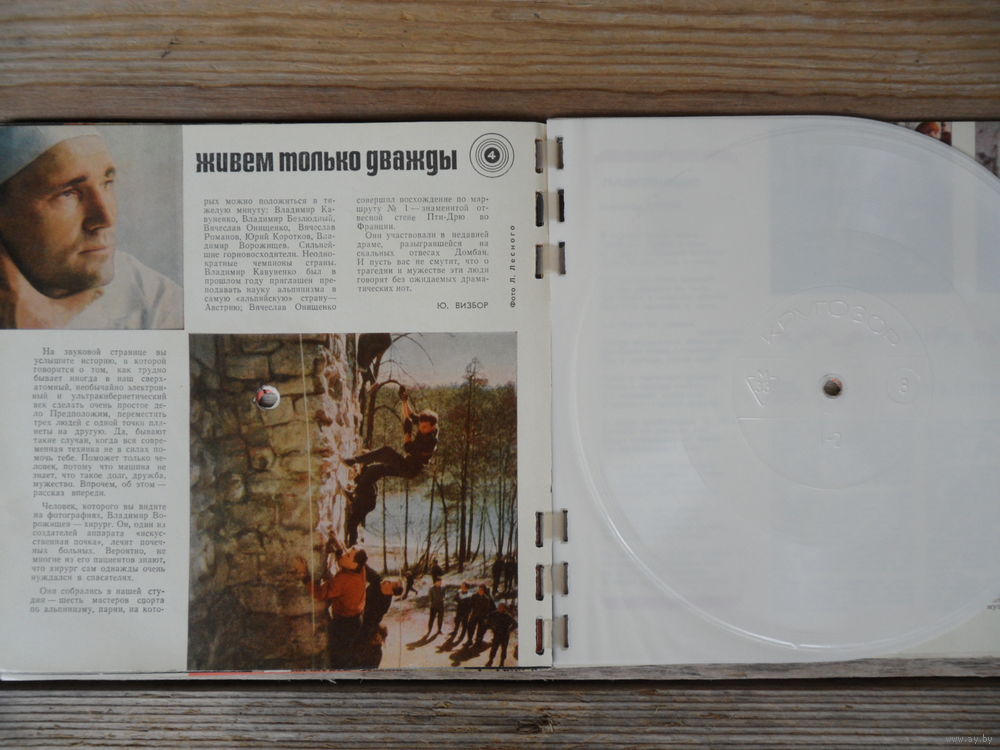 живем только дважды
4
рых можно положиться в тя-
желую минуту: Владимир Ка-
вуненко, Владимир Безлюдный,
Вячеслав Онищенко, Вячеслав
Романов, Юрий Коротков, Вла-
димир Ворожищев. Сильней-
шие горновосходители. Неодно-
кратные чемпионы страны.
Владимир Кавуненко был в
прошлом году приглашен пре-
подавать науку альпинизма в
самую «альпийскую» страну—
Австрию; Вячеслав Онищенко
совершил восхождение по мар-
шруту № 1—знаменитой от-
весной стене Пти-Дрю во
Франции.
Они участвовали в недавней
драме, разыгравшейся на
скальных отвесах Домбаи.
И пусть вас не смутит, что о
трагедии и мужестве эти люди
говорят без ожидаемых драма-
тических нот.
Ю. ВИЗБОР
Фото Л. Лесного
На звуковой странице вы
услышите историю, в которой
говорится о том, как трудно
бывает иногда в наш сверх-
атомный, необычайно электрон-
ный и ультракибернетический
век сделать очень простое де-
ло Предположим, переместить
трех людей с одной точки пла-
неты на другую. Да, бывают
такие случаи, когда вся совре-
менная техника не в силах по-
мочь тебе. Поможет только че-
ловек, потому что машина не
знает, что такое долг, дружба,
мужество. Впрочем, об этом—
рассказ впереди.
Человек, которого вы видите
на фотографиях, Владимир Во-
рожищев—хирург. Он, один из
создателей аппарата «искус-
ственная почка», лечит почеч-
ных больных. Вероятно, не
многие из его пациентов знают,
что хирург сам однажды очень
нуждался в спасателях.
Они собрались в нашей сту-
дии—шесть мастеров спорта
по альпинизму, парни, на кото-
КРУГОЗОР
8
www.ay.by